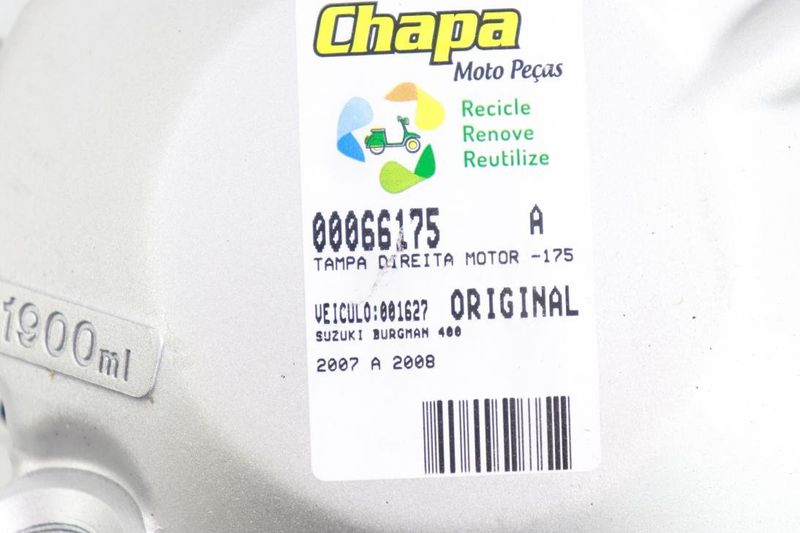 Chapa
Moto Peças
Recicle
Renove
Reutilize
00066175 A
TAMPA DIREITA MOTOR -175
VEICULO:001627 ORIGINAL
SUZUKI BURGMAN 400
2007 A 2008
1900ml